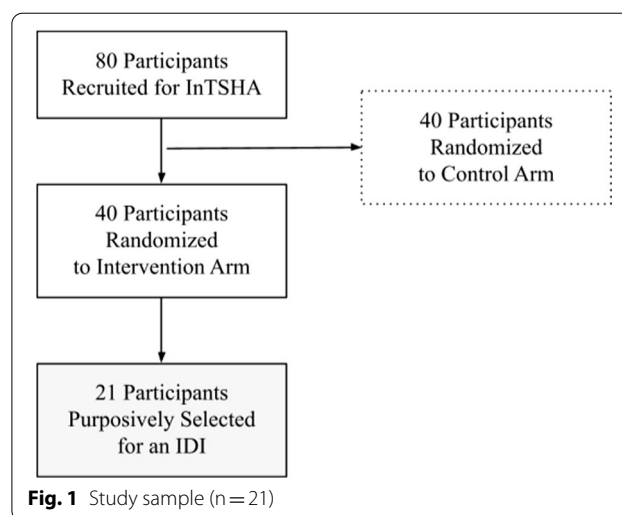 80 Participants
Recruited for InTSHA
40 Participants
Randomized
to Control Arm
40 Participants
Randomized
to Intervention Arm
21 Participants
Purposively Selected
for an IDI
Fig. 1 Study sample (n = 21)